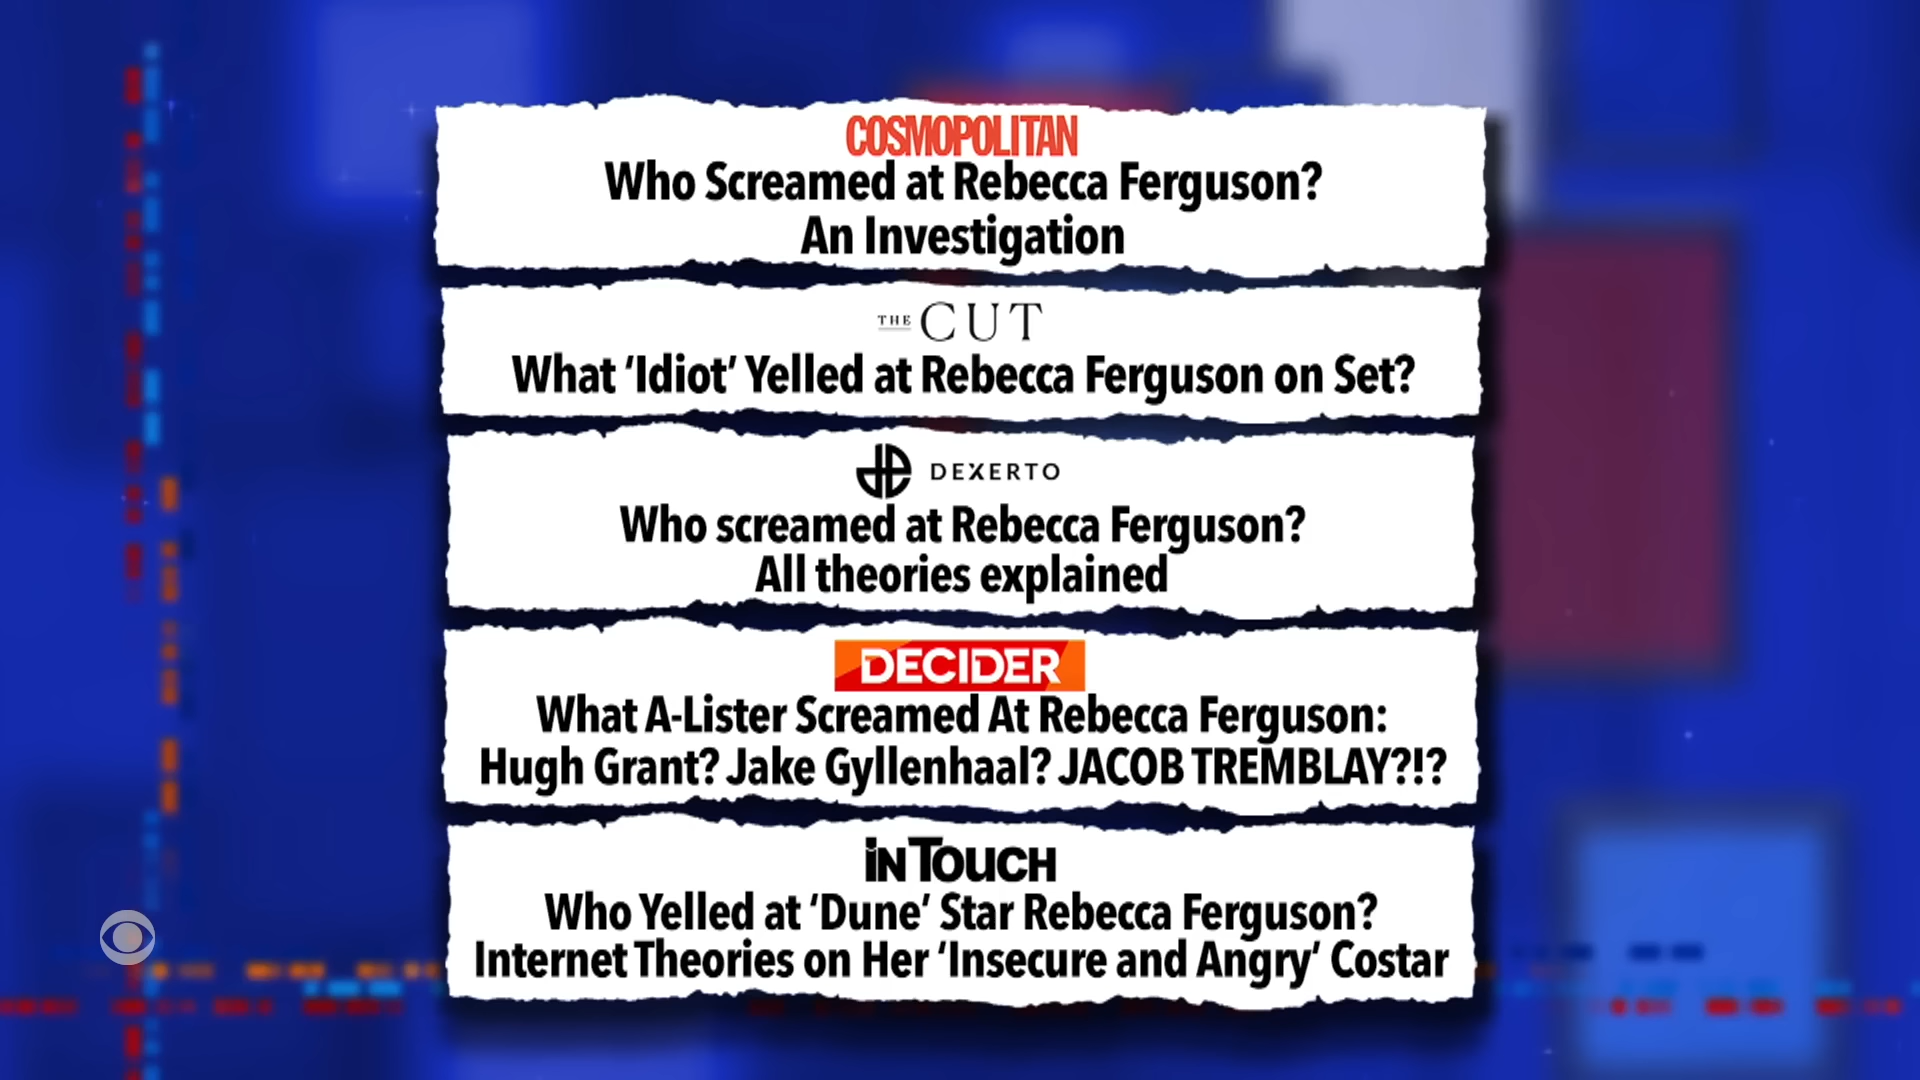 COSMOPOLITAN
Who Screamed at Rebecca Ferguson?
An Investigation
THE CUT
What ‘Idiot’ Yelled at Rebecca Ferguson on Set?
DEXERTO
Who screamed at Rebecca Ferguson?
All theories explained
DECIDER
What A-Lister Screamed At Rebecca Ferguson:
Hugh Grant? Jake Gyllenhaal? JACOB TREMBLAY?!?
INTOUCH
Who Yelled at ‘Dune’ Star Rebecca Ferguson?
Internet Theories on Her ‘Insecure and Angry’ Costar